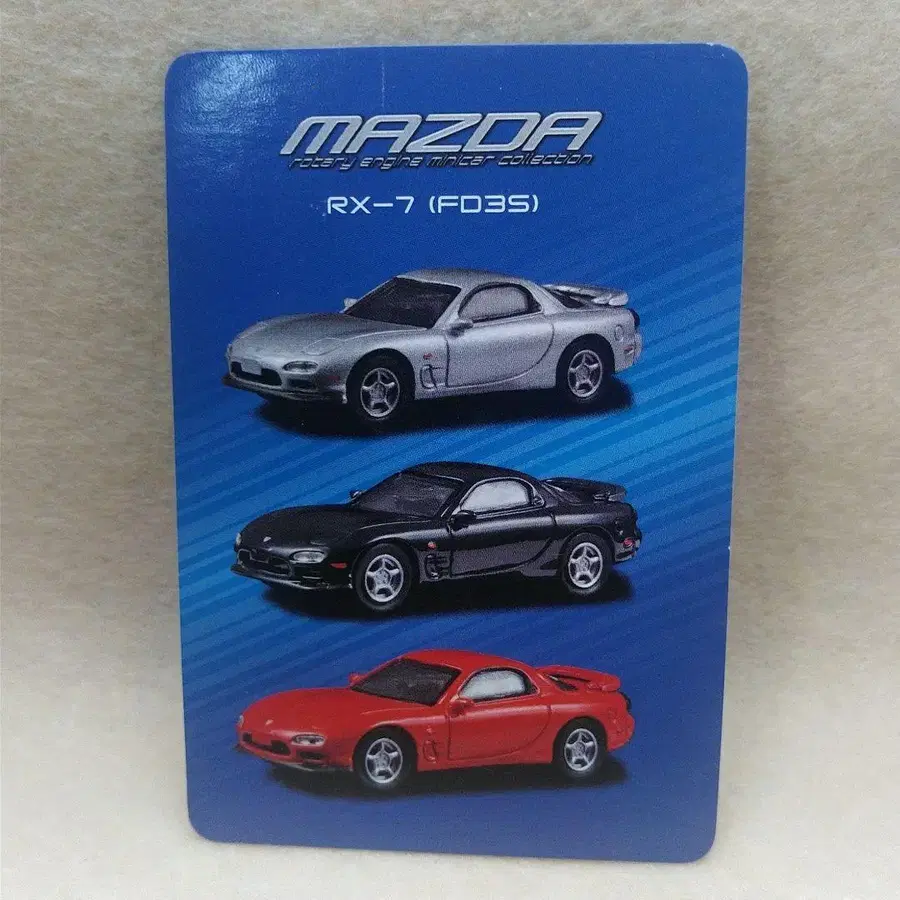 MAZDA
rotary engine minicar collection
RX-7 (FD3S)